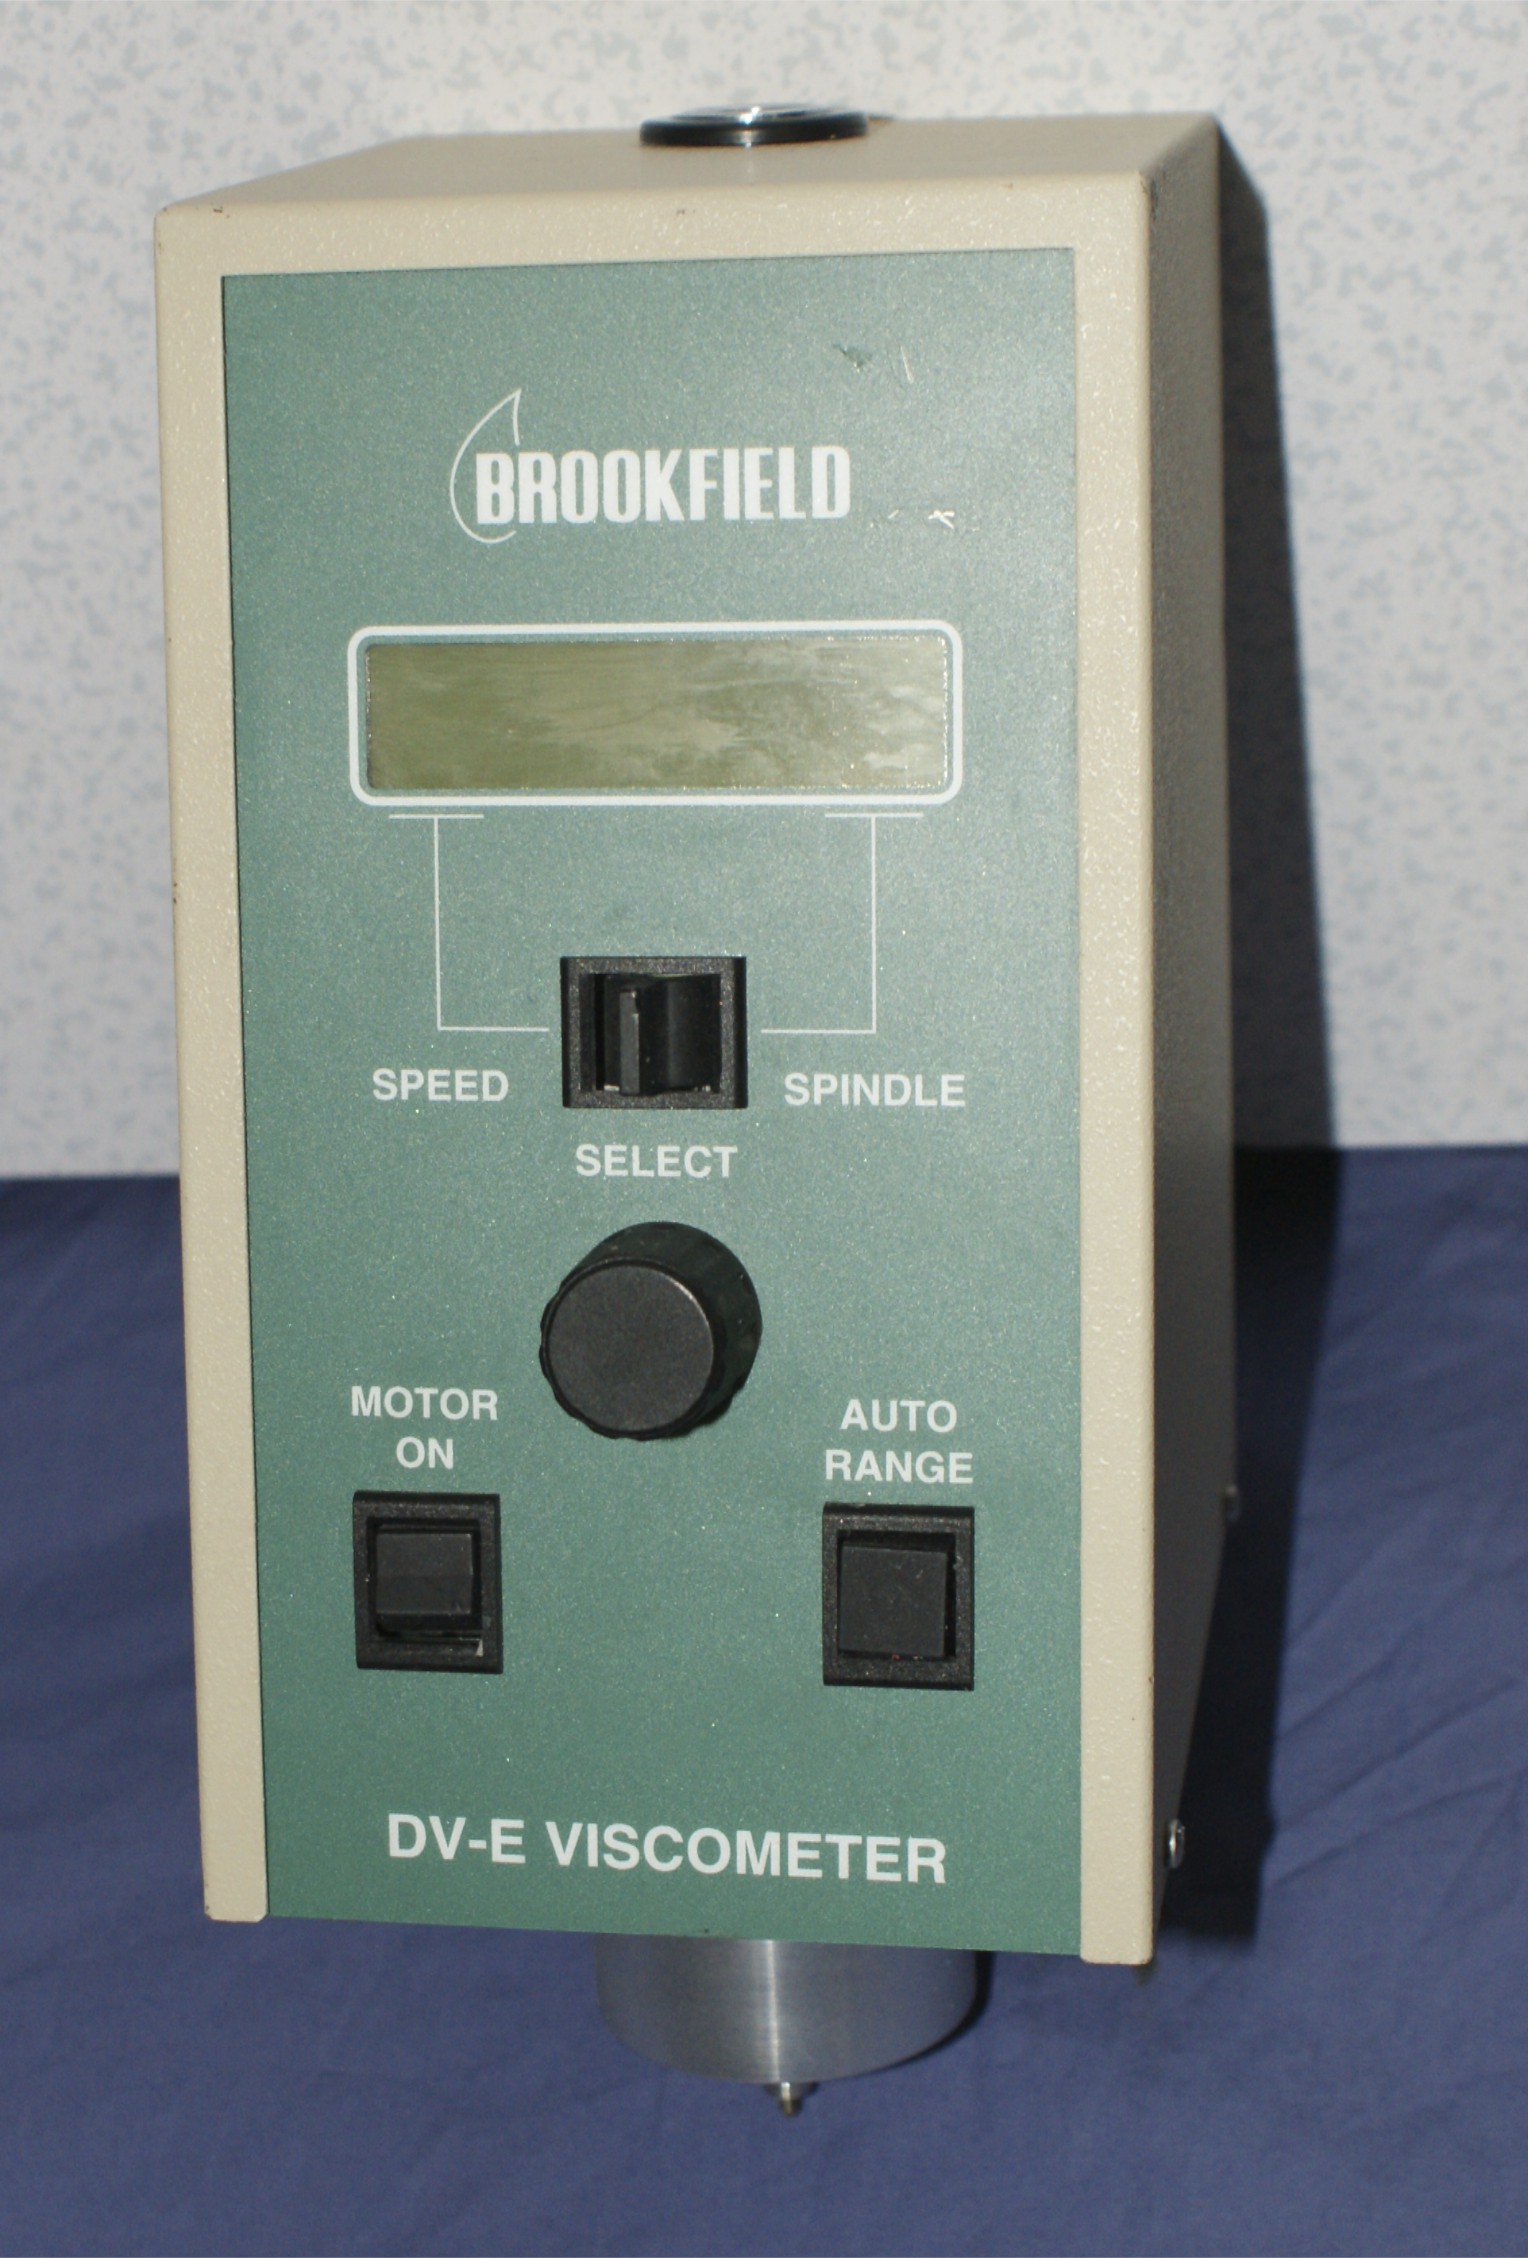 BROOKFIELD
SPEED
SPINDLE
SELECT
MOTOR
ON
AUTO
RANGE
DV-E VISCOMETER